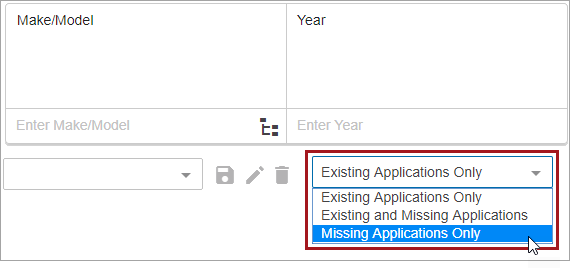 Make/Model
Year
Enter Make/Model
Enter Year
Existing Applications Only
Existing Applications Only
Existing and Missing Applications
Missing Applications Only